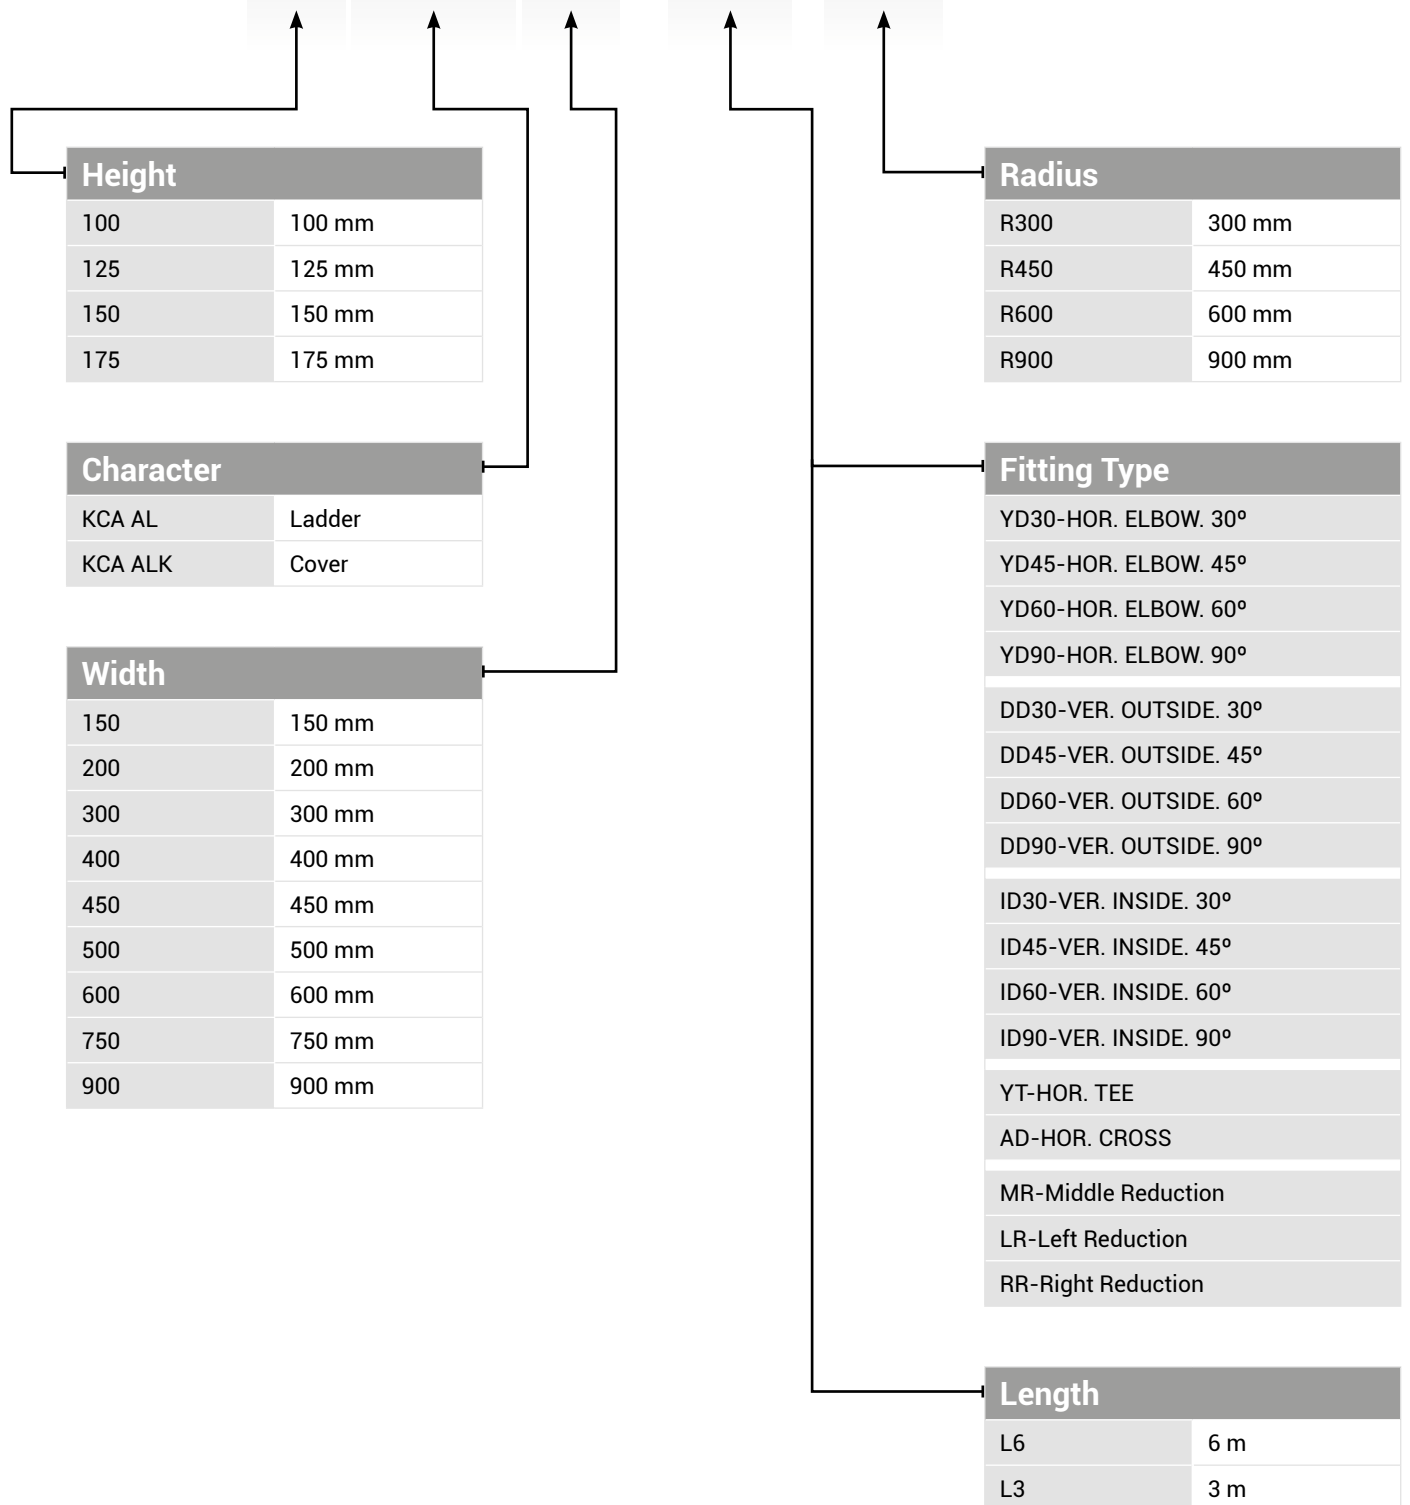 Height
100 100 mm
125 125 mm
150 150 mm
175 175 mm
Character
KCA AL Ladder
KCA ALK Cover
Width
150 150 mm
200 200 mm
300 300 mm
400 400 mm
450 450 mm
500 500 mm
600 600 mm
750 750 mm
900 900 mm
Radius
R300 300 mm
R450 450 mm
R600 600 mm
R900 900 mm
Fitting Type
YD30-HOR. ELBOW. 30º
YD45-HOR. ELBOW. 45º
YD60-HOR. ELBOW. 60º
YD90-HOR. ELBOW. 90º
DD30-VER. OUTSIDE. 30º
DD45-VER. OUTSIDE. 45º
DD60-VER. OUTSIDE. 60º
DD90-VER. OUTSIDE. 90º
ID30-VER. INSIDE. 30º
ID45-VER. INSIDE. 45º
ID60-VER. INSIDE. 60º
ID90-VER. INSIDE. 90º
YT-HOR. TEE
AD-HOR. CROSS
MR-Middle Reduction
LR-Left Reduction
RR-Right Reduction
Length
L6 6 m
L3 3 m